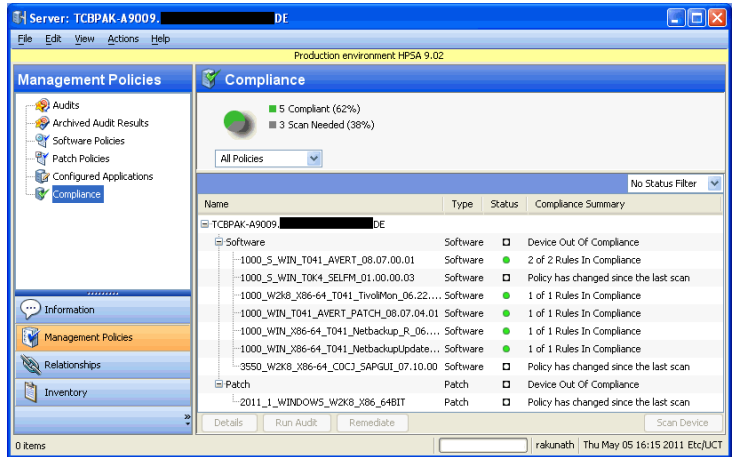 Server: TCBPAK-A9009. DE
File Edit View Actions Help
Production environment HPSA 9.02
Management Policies
Audits
Archived Audit Results
Software Policies
Patch Policies
Configured Applications
Compliance
Information
Management Policies
Relationships
Inventory
»
Compliance
5 Compliant (62%)
3 Scan Needed (38%)
All Policies
No Status Filter
Name Type Status Compliance Summary
TCBPAK-A9009. DE
Software Software Device Out Of Compliance
1000_S_WIN_T041_AVERT_08.07.00.01 Software 2 of 2 Rules In Compliance
1000_S_WIN_T0K4_SELFM_01.00.00.03 Software Policy has changed since the last scan
1000_W2k8_X86-64_T041_TivoliMon_06.22.... Software 1 of 1 Rules In Compliance
1000_WIN_T041_AVERT_PATCH_08.07.04.01 Software 1 of 1 Rules In Compliance
1000_WIN_X86-64_T041_Netbackup_R_06.... Software 1 of 1 Rules In Compliance
1000_WIN_X86-64_T041_NetbackupUpdate... Software 1 of 1 Rules In Compliance
3550_W2K8_X86-64_C0CJ_SAPGUI_07.10.00 Software Policy has changed since the last scan
Patch Patch Device Out Of Compliance
2011_1_WINDOWS_W2K8_X86_64BIT Patch Policy has changed since the last scan
Details Run Audit Remediate Scan Device
0 items rakunath Thu May 05 16:15 2011 Etc/UCT